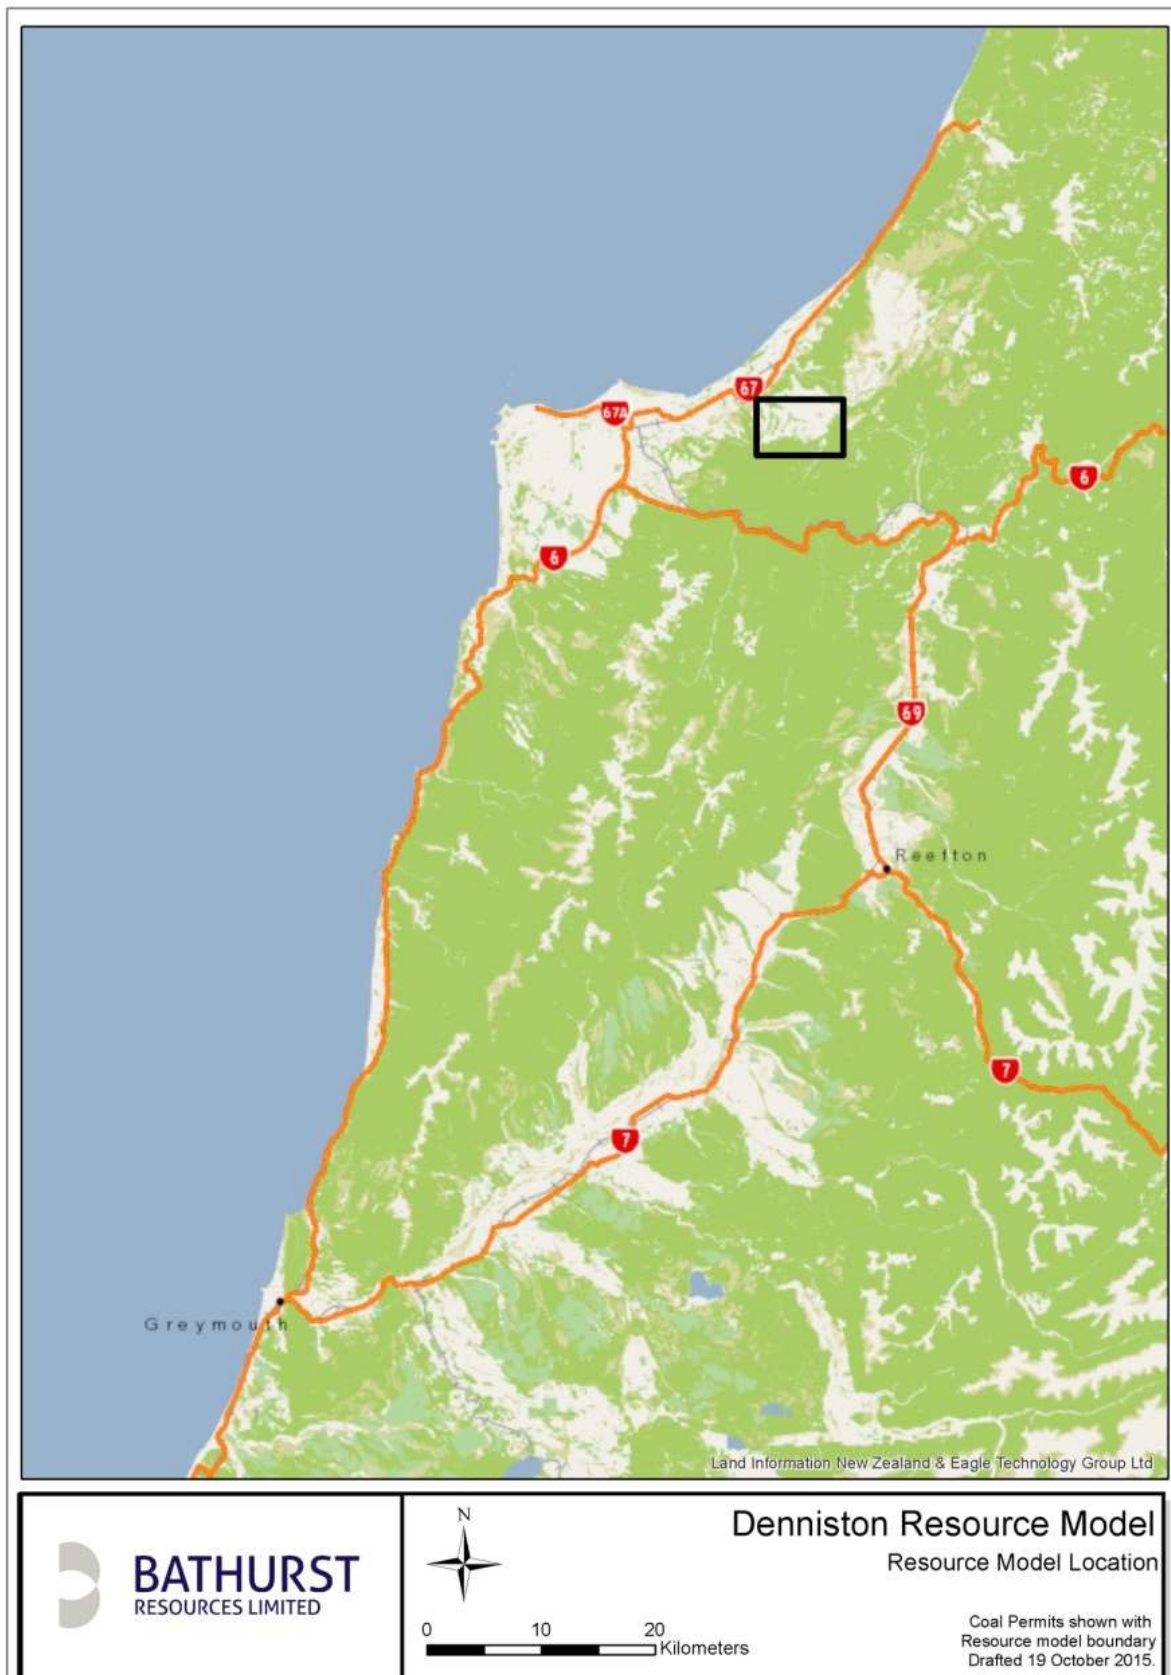 67
67A
6
6
69
Reefton
7
7
Greymouth
Land Information New Zealand & Eagle Technology Group Ltd
BATHURST
RESOURCES LIMITED
N
0 10 20
Kilometers
Denniston Resource Model
Resource Model Location
Coal Permits shown with
Resource model boundary
Drafted 19 October 2015.